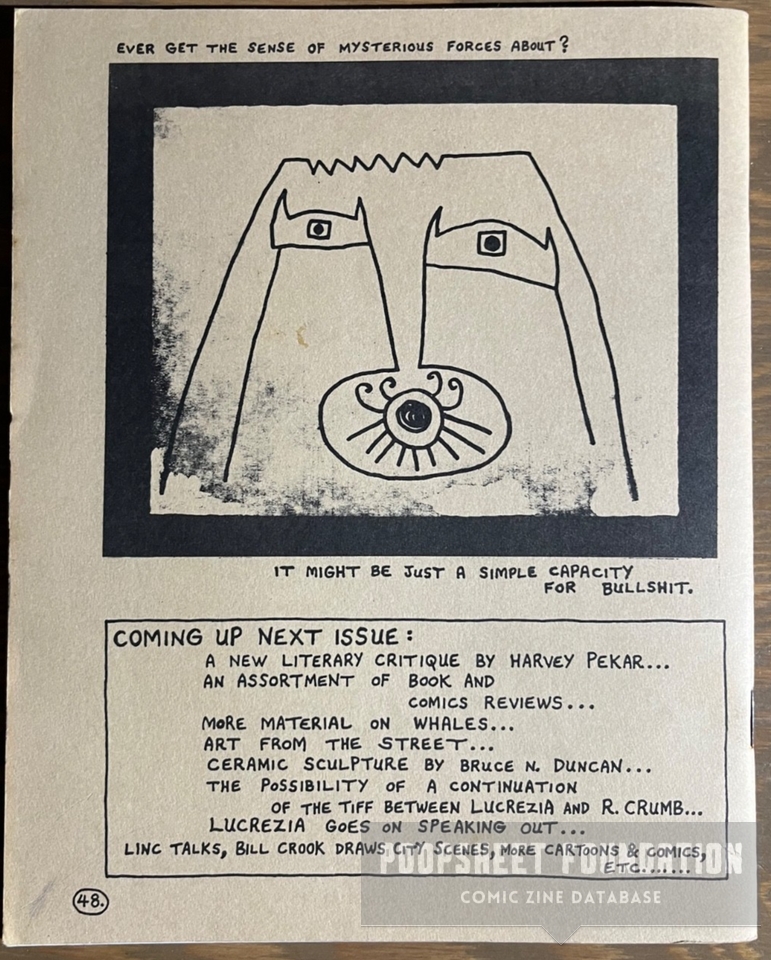 EVER GET THE SENSE OF MYSTERIOUS FORCES ABOUT?
IT MIGHT BE JUST A SIMPLE CAPACITY
FOR BULLSHIT.
COMING UP NEXT ISSUE:
A NEW LITERARY CRITIQUE BY HARVEY PEKAR...
AN ASSORTMENT OF BOOK AND
COMICS REVIEWS...
MORE MATERIAL ON WHALES...
ART FROM THE STREET...
CERAMIC SCULPTURE BY BRUCE N. DUNCAN...
THE POSSIBILITY OF A CONTINUATION
OF THE TIFF BETWEEN LUCREZIA AND R. CRUMB...
LUCREZIA GOES ON SPEAKING OUT...
LINC TALKS, BILL CROOK DRAWS CITY SCENES, MORE CARTOONS & COMICS,
ETC.......
48.
POOPSHEET FOUNDATION
COMIC ZINE DATABASE